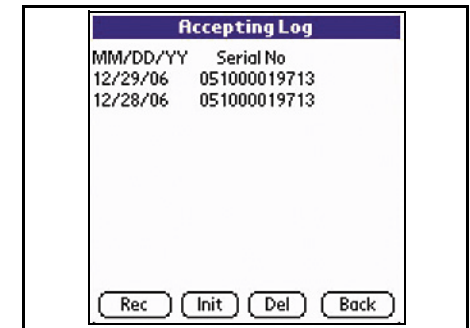 Accepting Log
MM/DD/YY Serial No
12/29/06 051000019713
12/28/06 051000019713
Rec Init Del Back